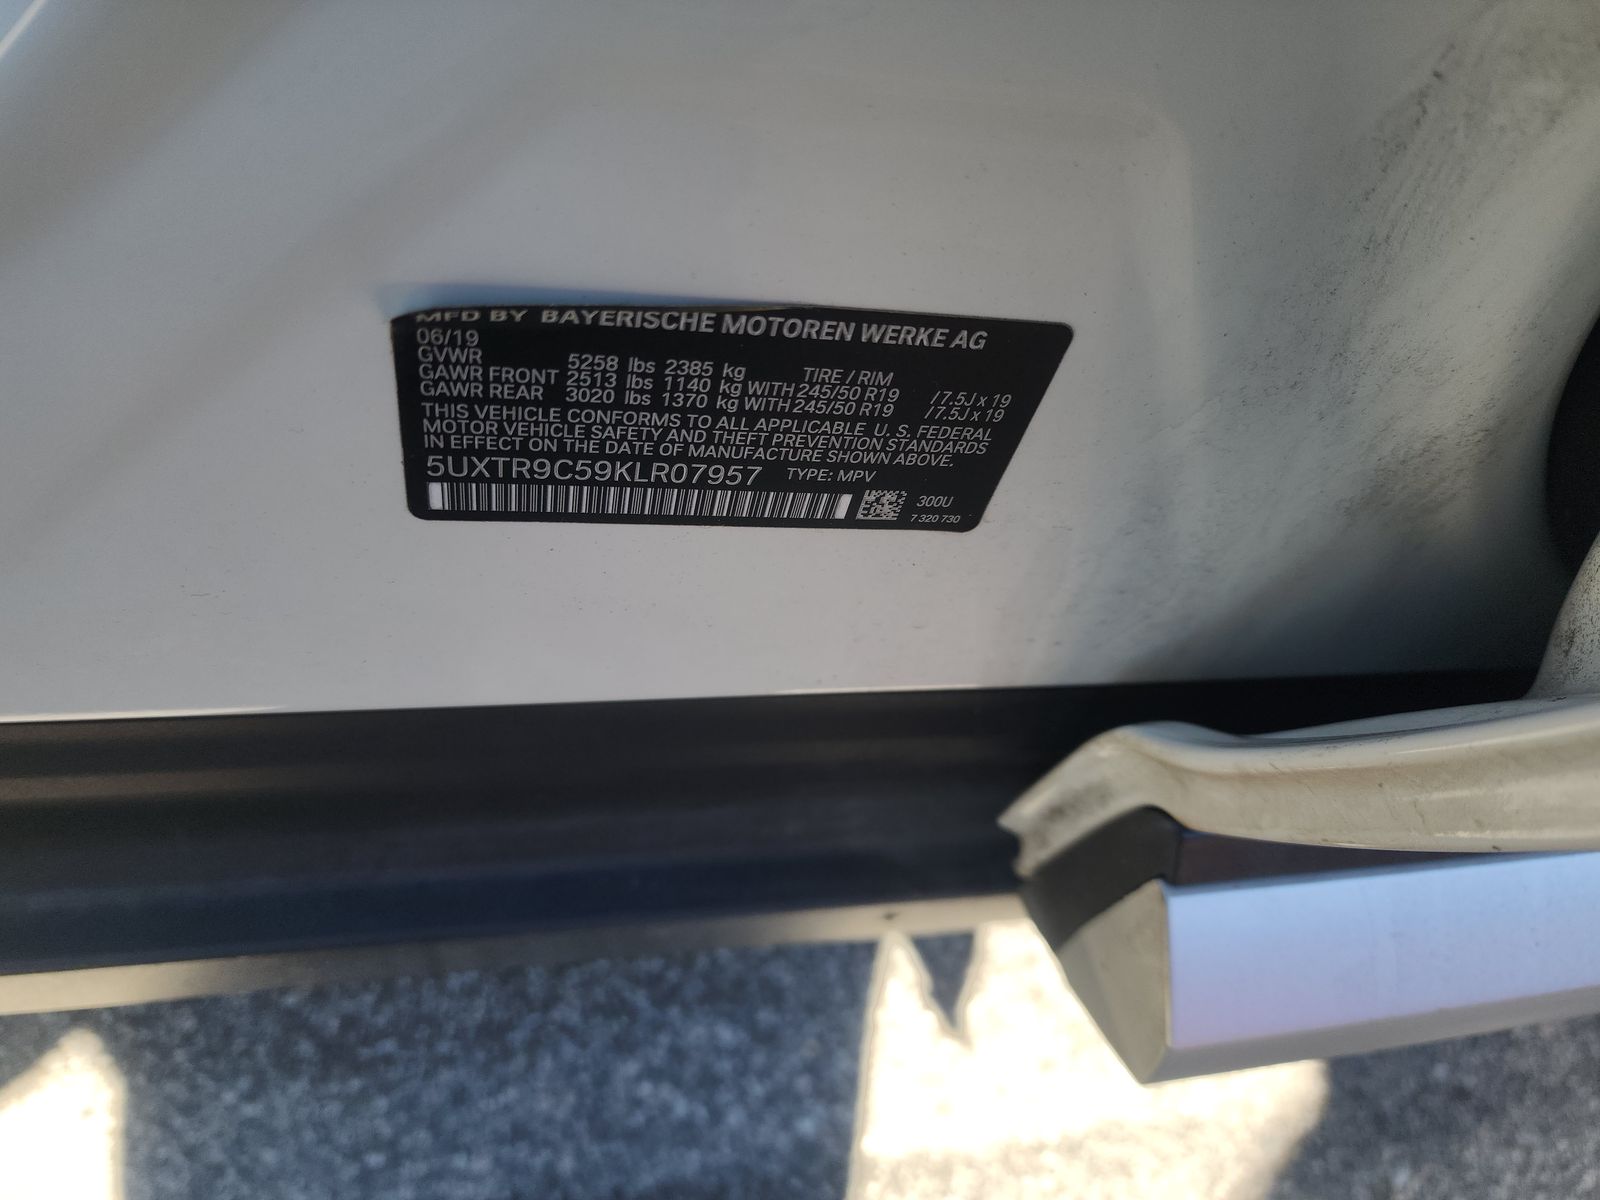 MFD BY BAYERISCHE MOTOREN WERKE AG
06/19
GVWR 5258 lbs 2385 kg TIRE / RIM
GAWR FRONT 2513 lbs 1140 kg WITH 245/50 R19 / 7.5J x 19
GAWR REAR 3020 lbs 1370 kg WITH 245/50 R19 / 7.5J x 19
THIS VEHICLE CONFORMS TO ALL APPLICABLE U. S. FEDERAL
MOTOR VEHICLE SAFETY AND THEFT PREVENTION STANDARDS
IN EFFECT ON THE DATE OF MANUFACTURE SHOWN ABOVE.
5UXTR9C59KLR07957 TYPE: MPV
300U
7 320 730